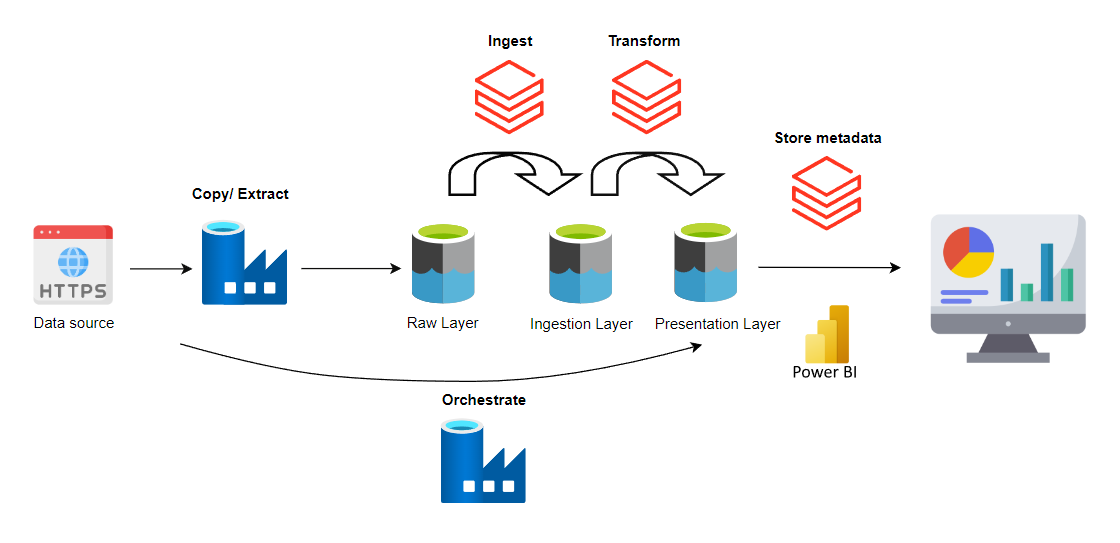 Ingest
Transform
Store metadata
Copy/ Extract
HTTPS
Data source
Raw Layer
Ingestion Layer
Presentation Layer
Power BI
Orchestrate